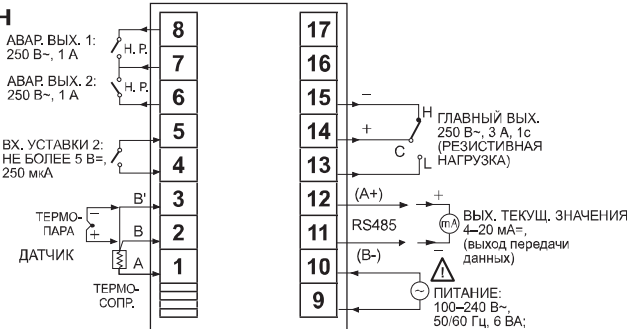 Н
АВАР. ВЫХ. 1:
250 В~, 1 А
Н. Р.
АВАР. ВЫХ. 2:
250 В~, 1 А
Н. Р.
ВХ. УСТАВКИ 2:
НЕ БОЛЕЕ 5 В=,
250 мкА
ТЕРМО-
ПАРА
−
+
ДАТЧИК
B'
B
A
ТЕРМО-
СОПР.
8
7
6
5
4
3
2
1
17
16
15
14
13
12
11
10
9
−
+
H
C
L
ГЛАВНЫЙ ВЫХ.
250 В~, 3 А, 1с
(РЕЗИСТИВНАЯ
НАГРУЗКА)
(A+)
RS485
(B-)
+
mA
−
ВЫХ. ТЕКУЩ. ЗНАЧЕНИЯ
4–20 мА=,
(выход передачи
данных)
!
~
ПИТАНИЕ:
100–240 В~,
50/60 Гц, 6 ВА;